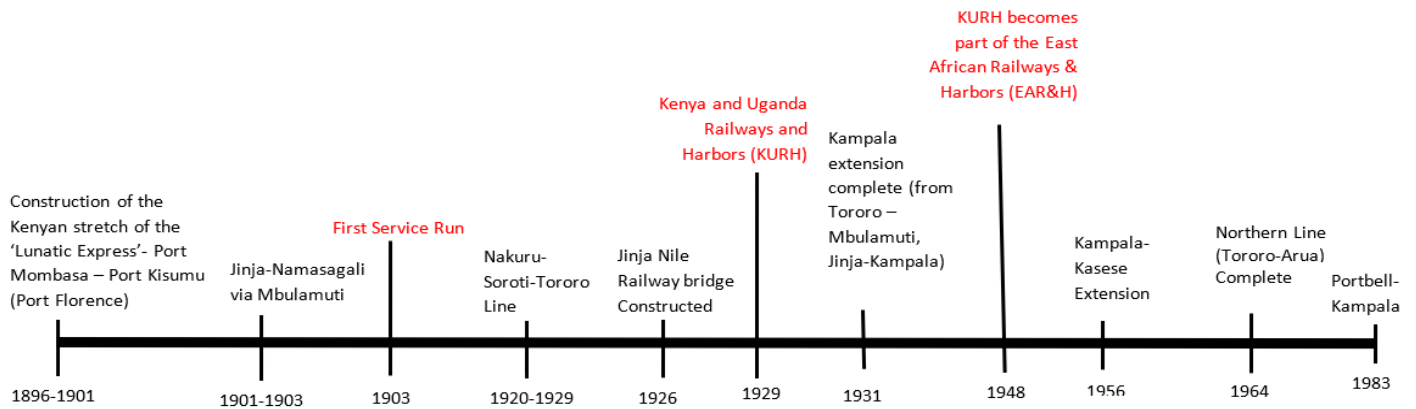 Construction of the
Kenyan stretch of the
‘Lunatic Express’- Port
Mombasa – Port Kisumu
(Port Florence)
1896-1901
Jinja-Namasagali
via Mbulamuti
1901-1903
First Service Run
1903
Nakuru-
Soroti-Tororo
Line
1920-1929
Jinja Nile
Railway bridge
Constructed
1926
Kenya and Uganda
Railways and
Harbors (KURH)
1929
Kampala
extension
complete (from
Tororo –
Mbulamuti,
Jinja-Kampala)
1931
KURH becomes
part of the East
African Railways &
Harbors (EAR&H)
1948
Kampala-
Kasese
Extension
1956
Northern Line
(Tororo-Arua)
Complete
1964
Portbell-
Kampala
1983